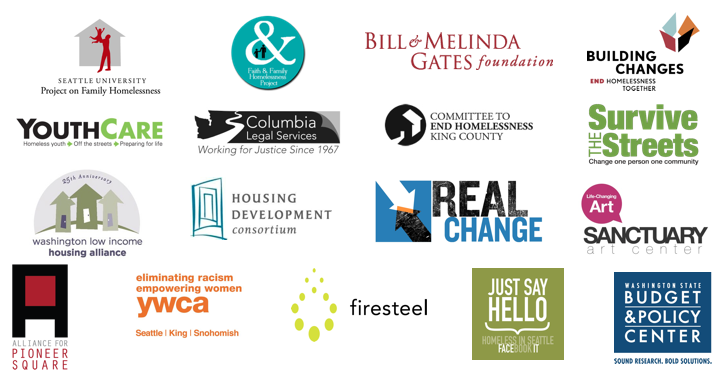 SEATTLE UNIVERSITY
Project on Family Homelessness
&
Faith & Family
Homelessness
Project
BILL & MELINDA
GATES foundation
BUILDING
CHANGES
END HOMELESSNESS
TOGETHER
YOUTHCARE
Homeless youth Off the streets Preparing for life
Columbia
Legal Services
Working for Justice Since 1967
COMMITTEE TO
END HOMELESSNESS
KING COUNTY
Survive
THE Streets
Change one person one community
25th Anniversary
washington low income
housing alliance
HOUSING
DEVELOPMENT
consortium
REAL
CHANGE
Life-Changing
Art
SANCTUARY
art center
A
ALLIANCE FOR
PIONEER
SQUARE
eliminating racism
empowering women
ywca
Seattle | King | Snohomish
firesteel
JUST SAY
HELLO
HOMELESS IN SEATTLE
FACEBOOK IT
WASHINGTON STATE
BUDGET
& POLICY
CENTER
SOUND RESEARCH. BOLD SOLUTIONS.